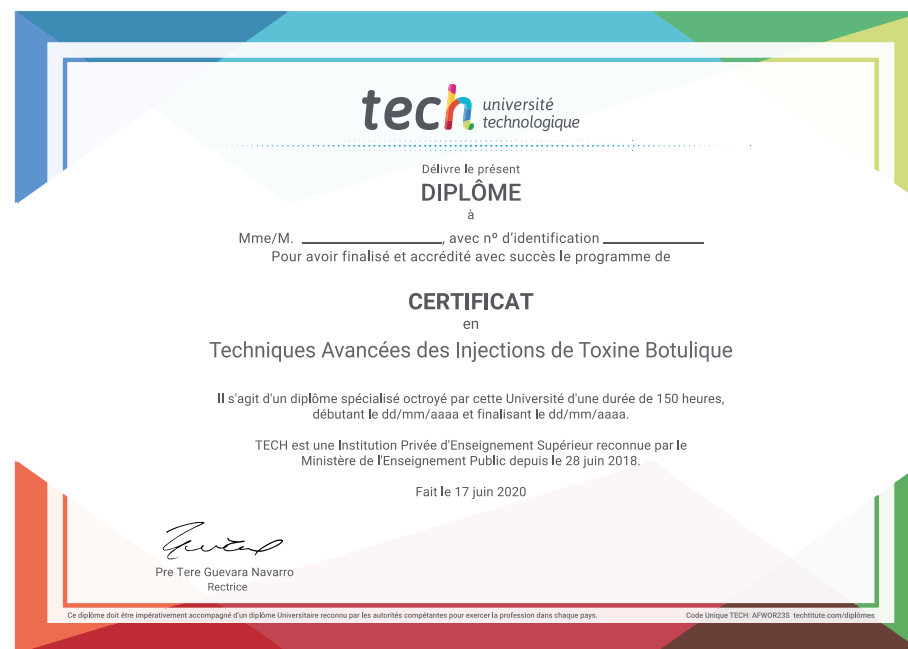 tech université
technologique
Délivre le présent
DIPLÔME
à
Mme/M. ____________________, avec nº d'identification ______________
Pour avoir finalisé et accrédité avec succès le programme de
CERTIFICAT
en
Techniques Avancées des Injections de Toxine Botulique
Il s'agit d'un diplôme spécialisé octroyé par cette Université d'une durée de 150 heures,
débutant le dd/mm/aaaa et finalisant le dd/mm/aaaa.
TECH est une Institution Privée d'Enseignement Supérieur reconnue par le
Ministère de l'Enseignement Public depuis le 28 juin 2018.
Fait le 17 juin 2020
Pre Tere Guevara Navarro
Rectrice
Ce diplôme doit être impérativement accompagné d'un diplôme Universitaire reconnu par les autorités compétentes pour exercer la profession dans chaque pays.
Code Unique TECH: AFWOR23S techtitute.com/diplômes